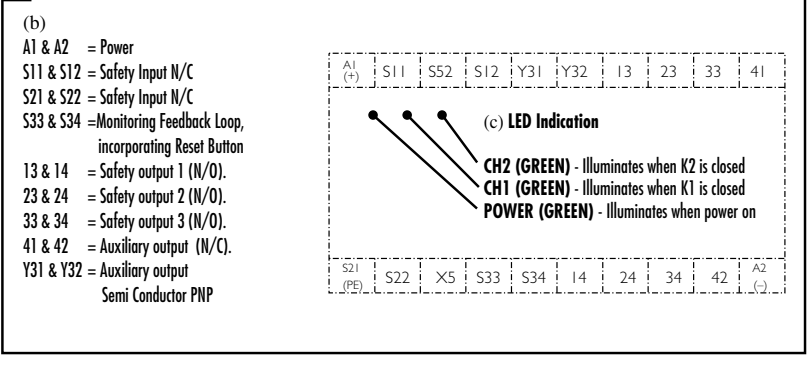 (b)
A1 & A2 = Power
S11 & S12 = Safety Input N/C
S21 & S22 = Safety Input N/C
S33 & S34 =Monitoring Feedback Loop,
incorporating Reset Button
13 & 14 = Safety output 1 (N/O).
23 & 24 = Safety output 2 (N/O).
33 & 34 = Safety output 3 (N/O).
41 & 42 = Auxiliary output (N/C).
Y31 & Y32 = Auxiliary output
Semi Conductor PNP
A1 (+) S11 S52 S12 Y31 Y32 13 23 33 41
(c) LED Indication
CH2 (GREEN) - Illuminates when K2 is closed
CH1 (GREEN) - Illuminates when K1 is closed
POWER (GREEN) - Illuminates when power on
S21 (PE) S22 X5 S33 S34 14 24 34 42 A2 (–)